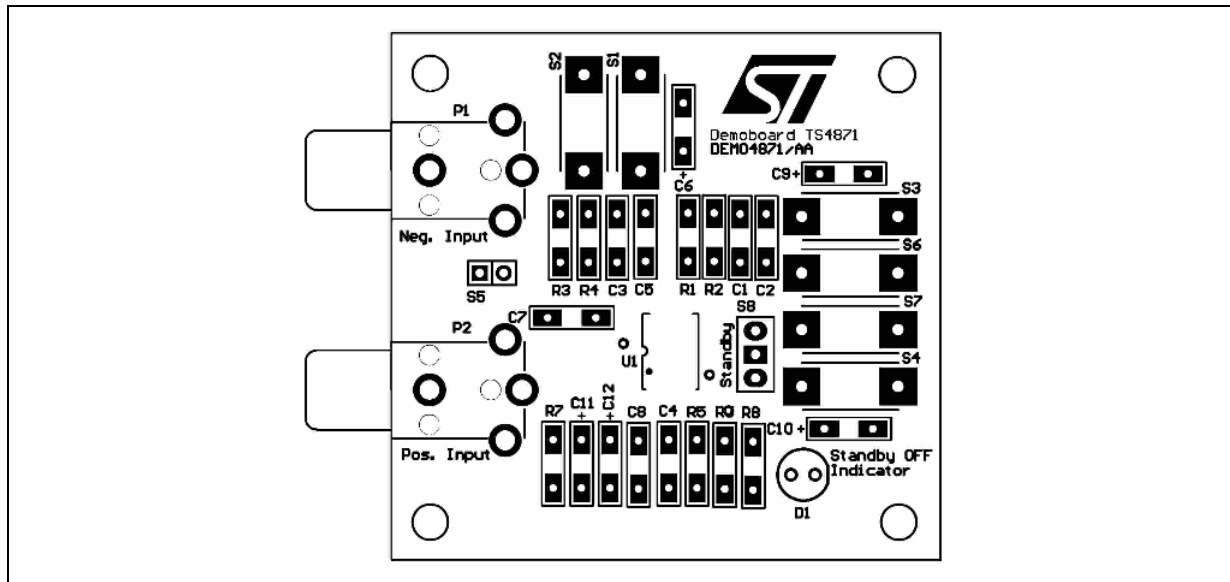 S2 S1
ST
P1
Demoboard TS4871
DEMO4871/AA
C9+
+
C6
S3
Neg. Input
S6
R3 R4 C3 C5 R1 R2 C1 C2
S5
S7
S8
C7
P2
U1
Standby
S4
R7 C11 + C12 + C8 C4 R5 R8
C10 +
Pos. Input
Standby OFF
Indicator
D1